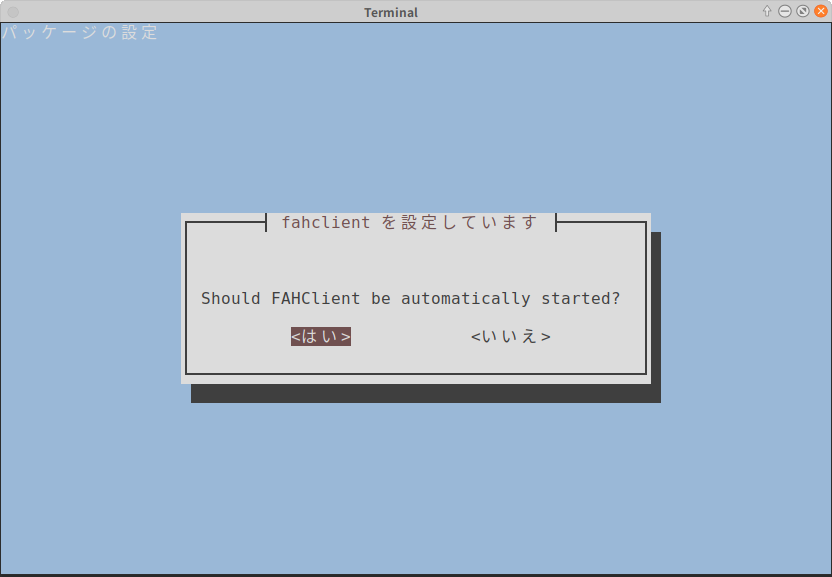 Terminal
パッケージの設定
fahclient を設定しています
Should FAHClient be automatically started?
<はい> <いいえ>